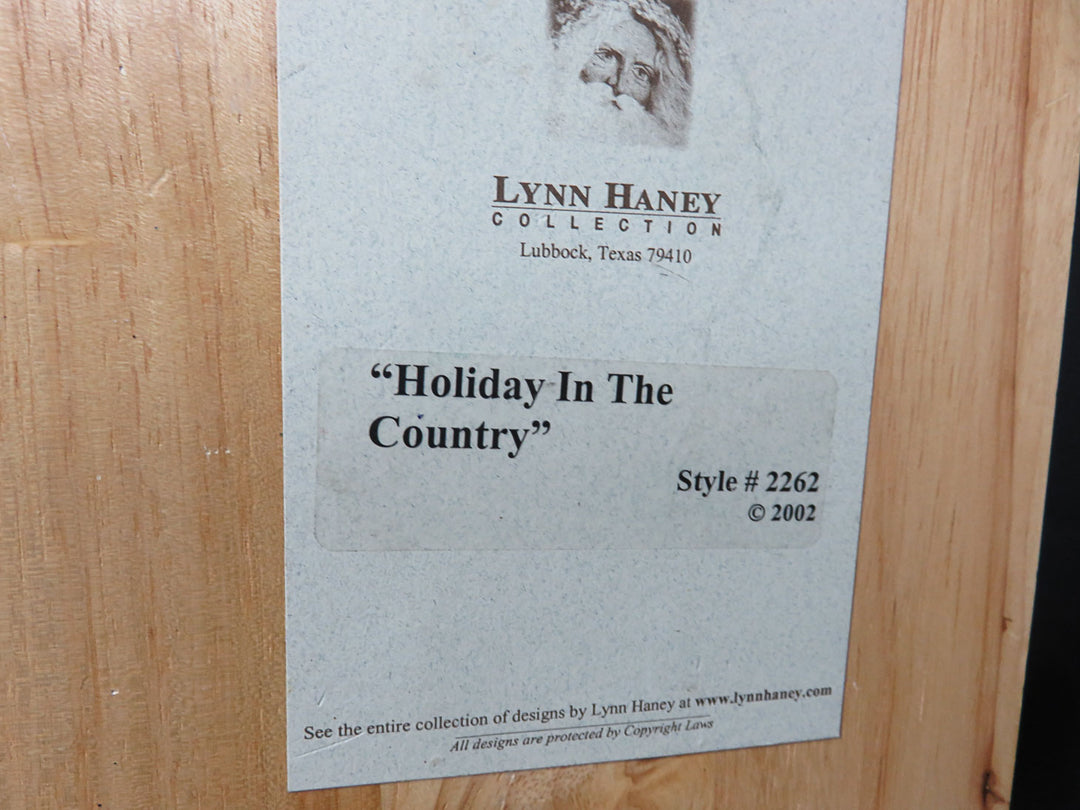 LYNN HANEY
COLLECTION
Lubbock, Texas 79410
“Holiday In The
Country”
Style # 2262
© 2002
See the entire collection of designs by Lynn Haney at www.lynnhaney.com
All designs are protected by Copyright Laws